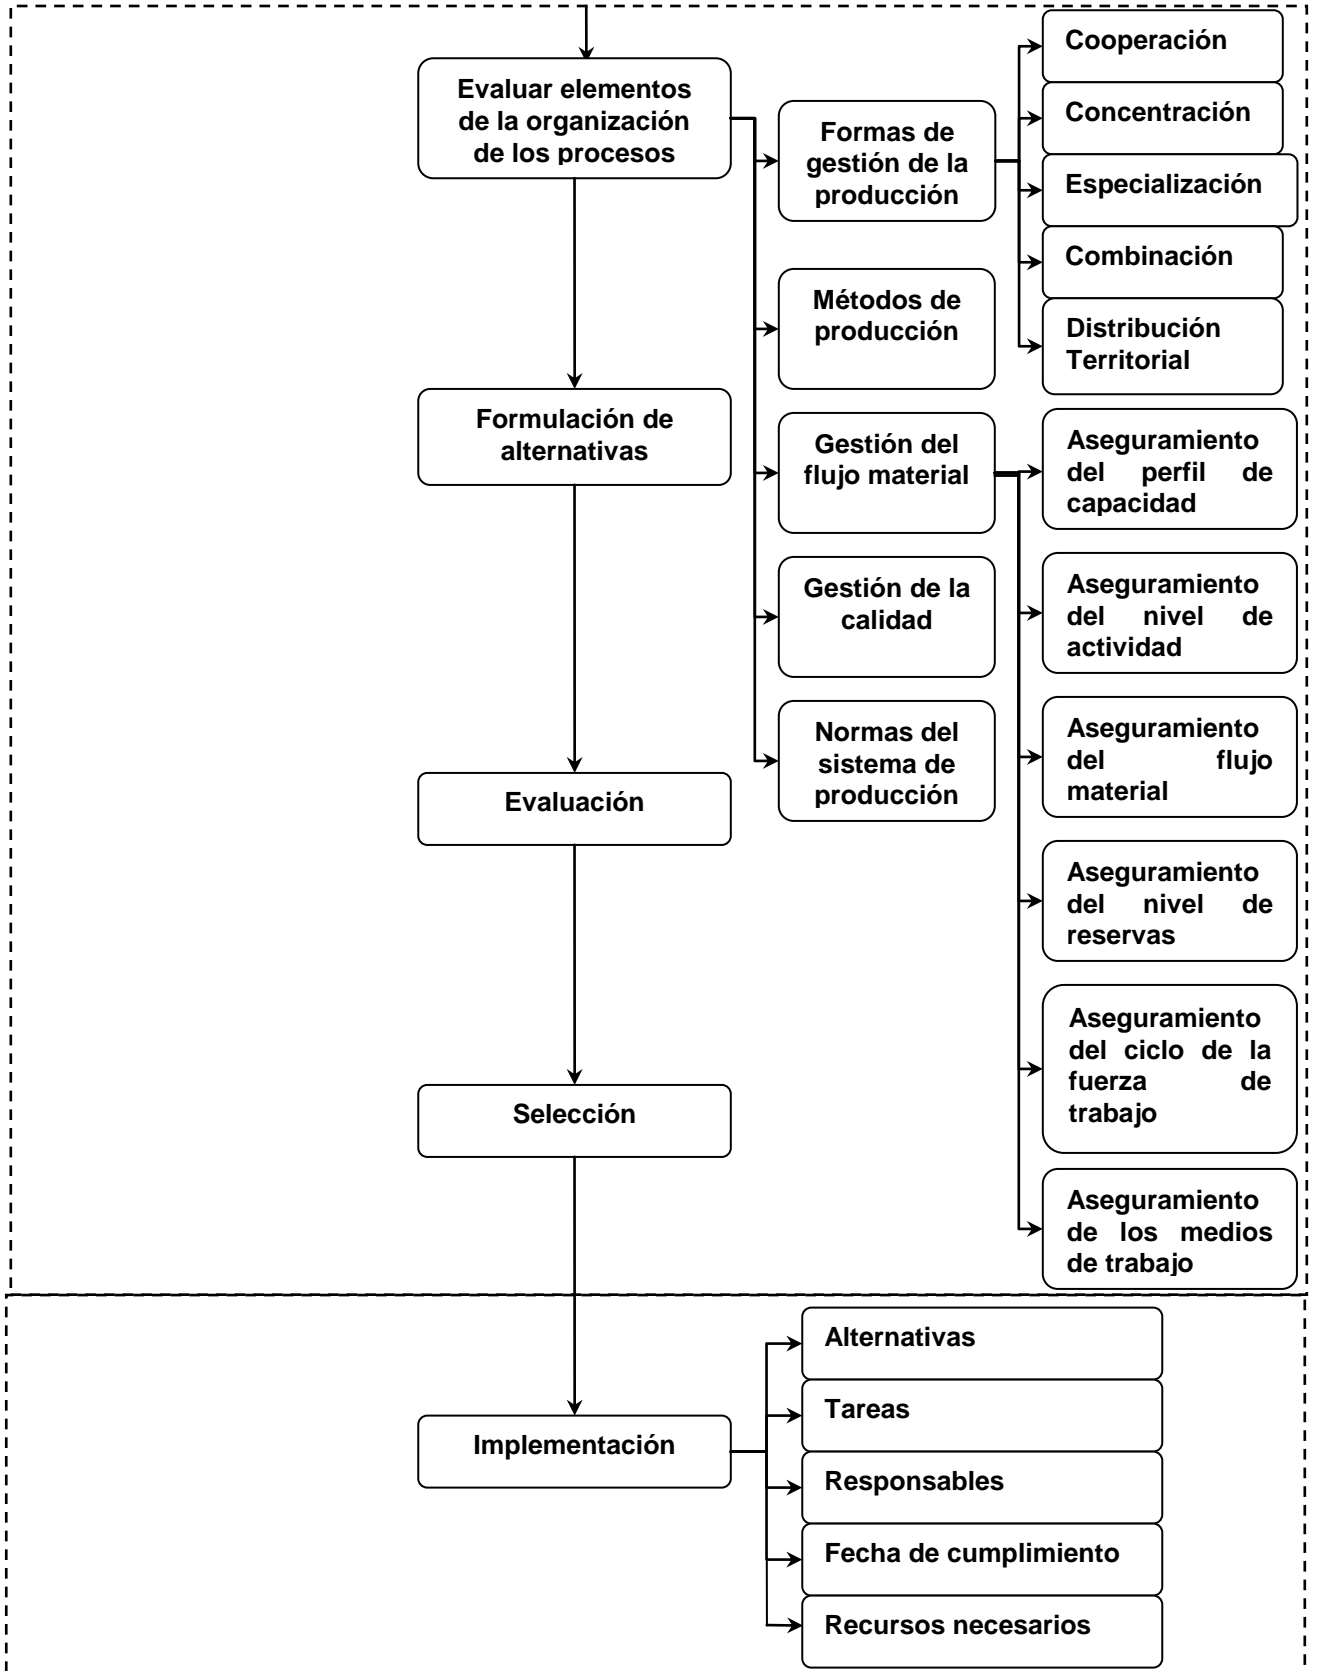 Evaluar elementos
de la organización
de los procesos
Formas de
gestión de la
producción
Cooperación
Concentración
Especialización
Combinación
Distribución
Territorial
Métodos de
producción
Formulación de
alternativas
Gestión del
flujo material
Aseguramiento
del perfil de
capacidad
Aseguramiento
del nivel de
actividad
Aseguramiento
del flujo
material
Aseguramiento
del nivel de
reservas
Aseguramiento
del ciclo de la
fuerza de
trabajo
Aseguramiento
de los medios
de trabajo
Gestión de la
calidad
Normas del
sistema de
producción
Evaluación
Selección
Implementación
Alternativas
Tareas
Responsables
Fecha de cumplimiento
Recursos necesarios